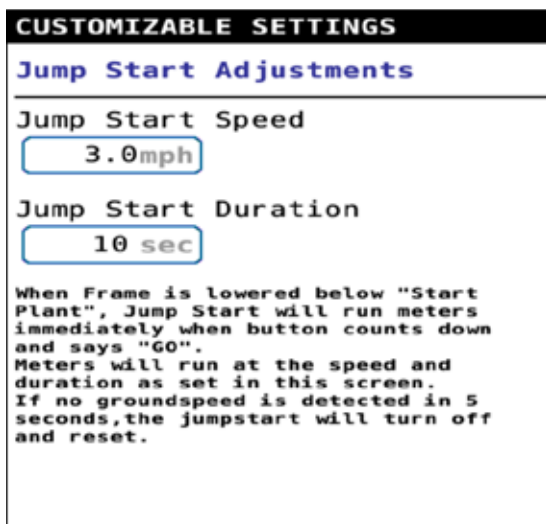 CUSTOMIZABLE SETTINGS
Jump Start Adjustments
Jump Start Speed
3.0mph
Jump Start Duration
10 sec
When Frame is lowered below "Start
Plant", Jump Start will run meters
immediately when button counts down
and says "GO".
Meters will run at the speed and
duration as set in this screen.
If no groundspeed is detected in 5
seconds,the jumpstart will turn off
and reset.